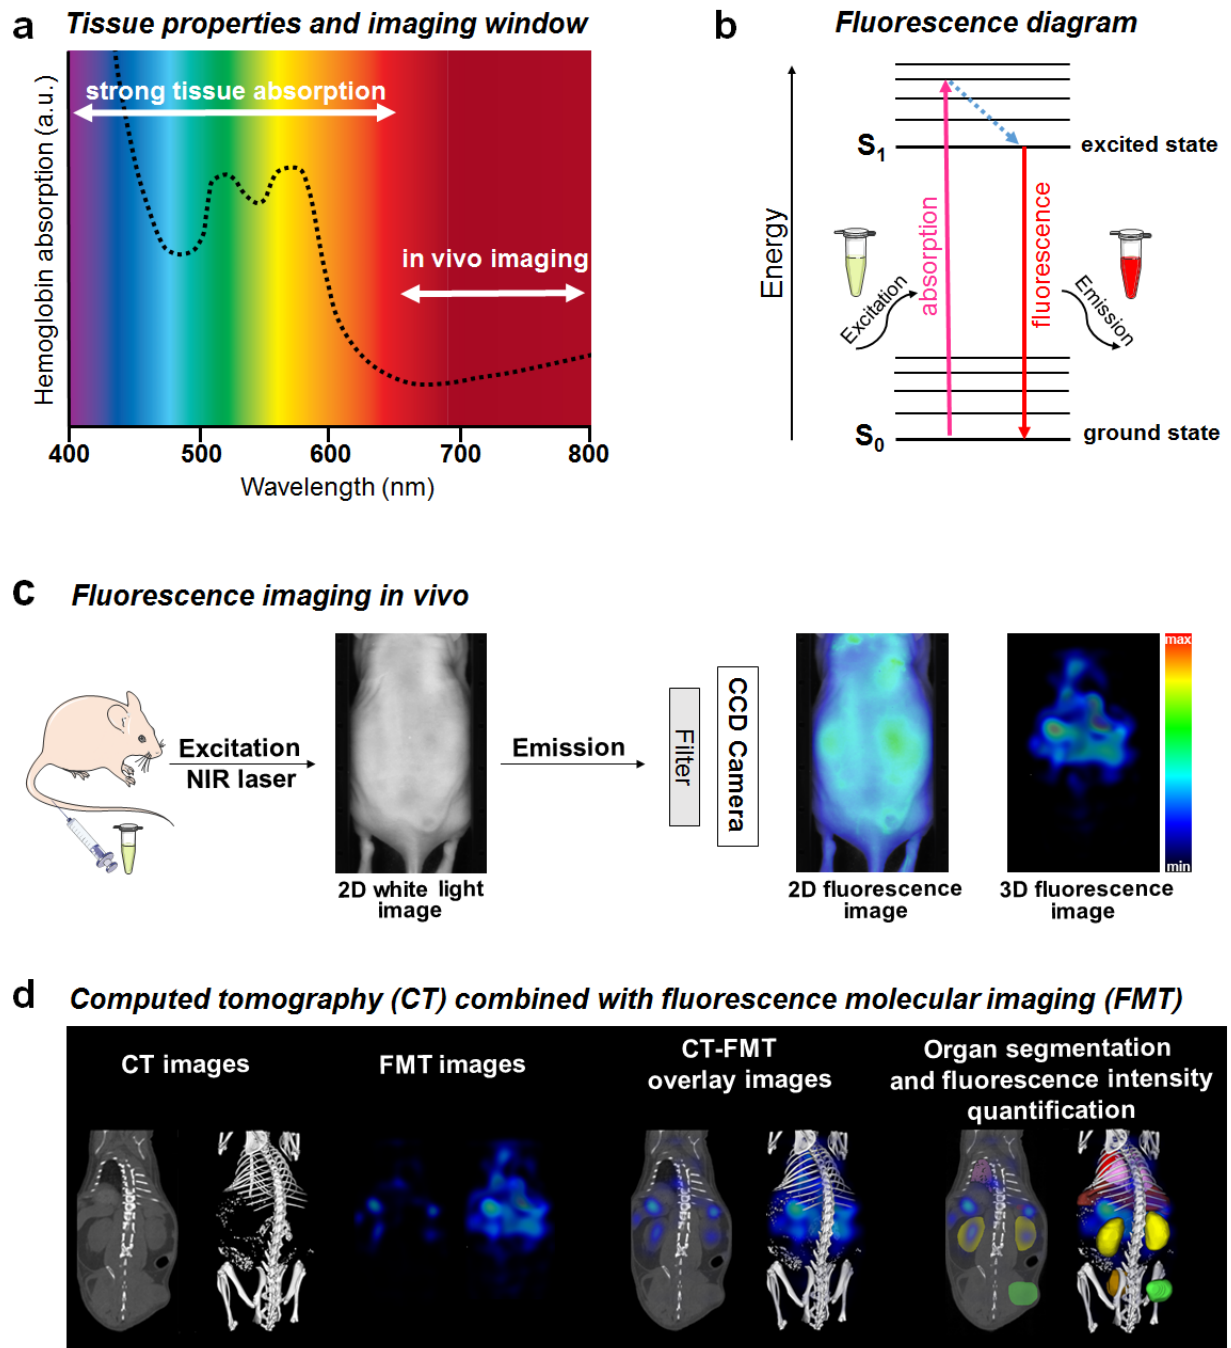 a Tissue properties and imaging window
Hemoglobin absorption (a.u.)
strong tissue absorption
in vivo imaging
400 500 600 700 800
Wavelength (nm)
b Fluorescence diagram
Energy
S1 excited state
absorption
fluorescence
Excitation
Emission
S0 ground state
c Fluorescence imaging in vivo
Excitation
NIR laser
2D white light
image
Emission
Filter
CCD Camera
2D fluorescence
image
3D fluorescence
image
max
min
d Computed tomography (CT) combined with fluorescence molecular imaging (FMT)
CT images
FMT images
CT-FMT
overlay images
Organ segmentation
and fluorescence intensity
quantification